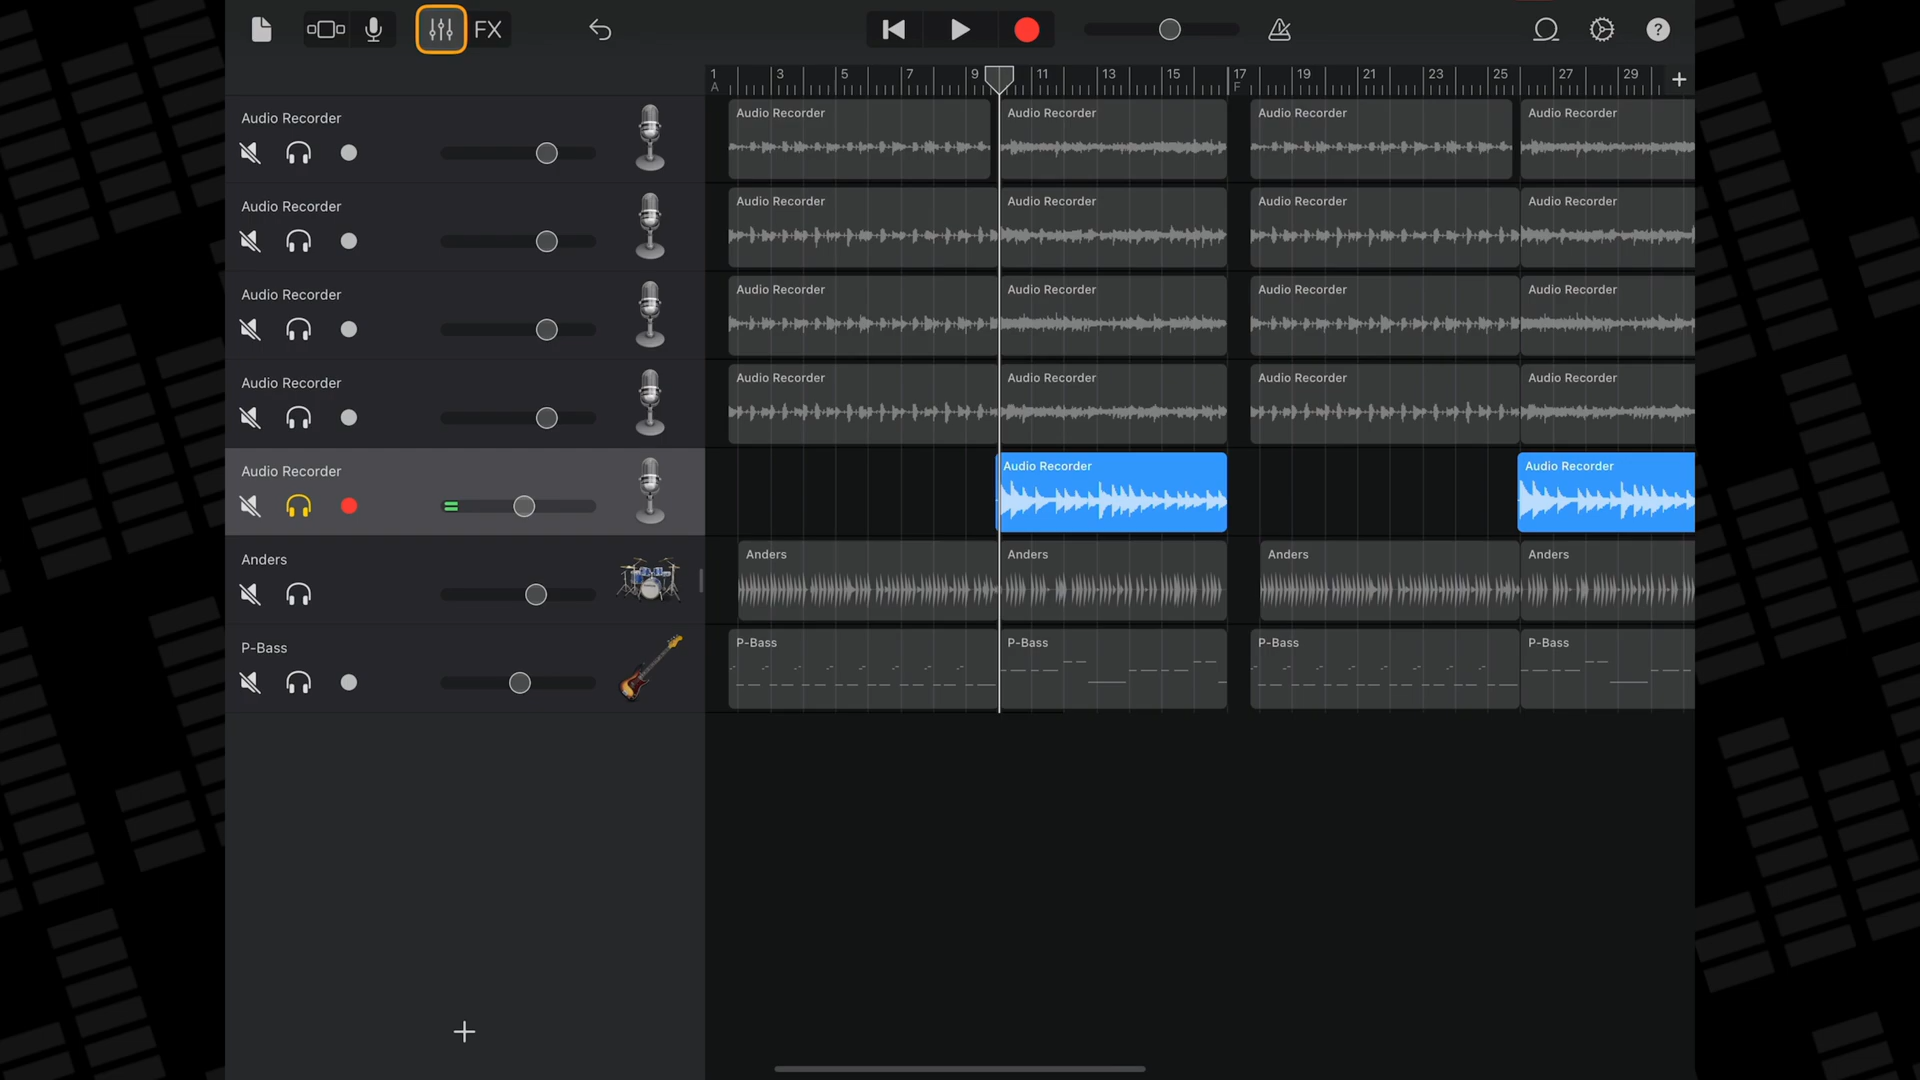 FX
?
1 3 5 7 9 11 13 15 17 19 21 23 25 27 29 +
A F
Audio Recorder
Audio Recorder Audio Recorder Audio Recorder Audio Recorder
Audio Recorder
Audio Recorder Audio Recorder Audio Recorder Audio Recorder
Audio Recorder
Audio Recorder Audio Recorder Audio Recorder Audio Recorder
Audio Recorder
Audio Recorder Audio Recorder Audio Recorder Audio Recorder
Audio Recorder
Audio Recorder Audio Recorder
Anders
Anders Anders Anders Anders
P-Bass
P-Bass P-Bass P-Bass P-Bass
+